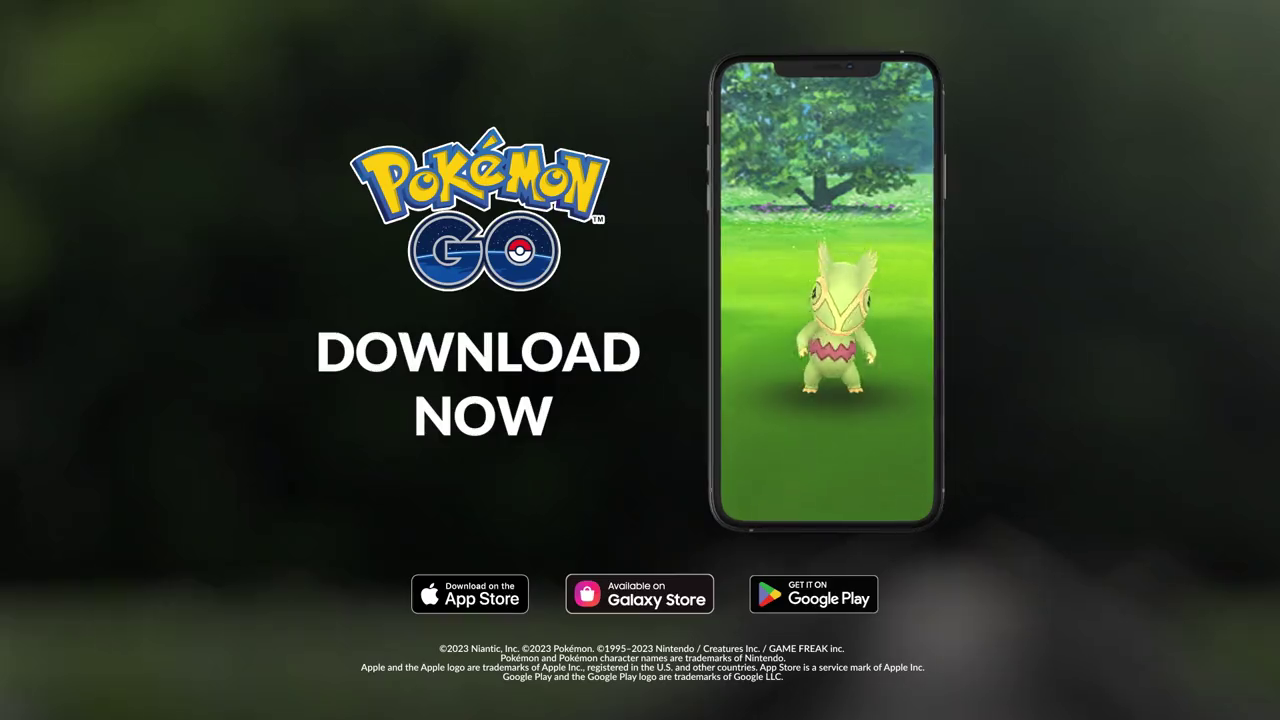 POKéMON
TM
GO
DOWNLOAD
NOW
Download on the
App Store
Available on
Galaxy Store
GET IT ON
Google Play
©2023 Niantic, Inc. ©2023 Pokémon. ©1995–2023 Nintendo / Creatures Inc. / GAME FREAK inc.
Pokémon and Pokémon character names are trademarks of Nintendo.
Apple and the Apple logo are trademarks of Apple Inc., registered in the U.S. and other countries. App Store is a service mark of Apple Inc.
Google Play and the Google Play logo are trademarks of Google LLC.